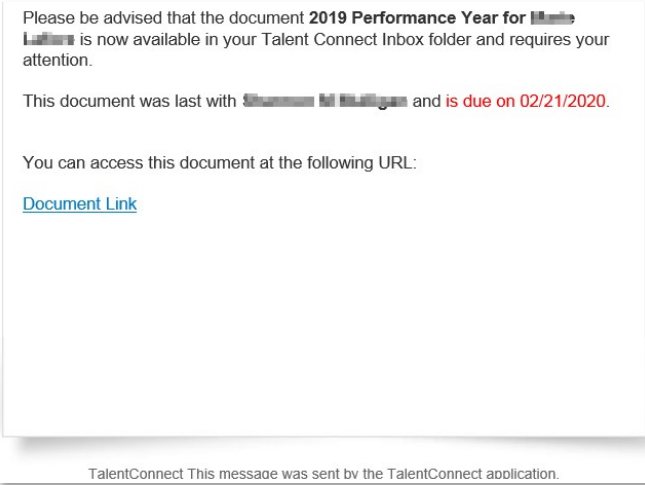 Please be advised that the document 2019 Performance Year for
is now available in your Talent Connect Inbox folder and requires your
attention.
This document was last with and is due on 02/21/2020.
You can access this document at the following URL:
Document Link
TalentConnect This message was sent by the TalentConnect application.